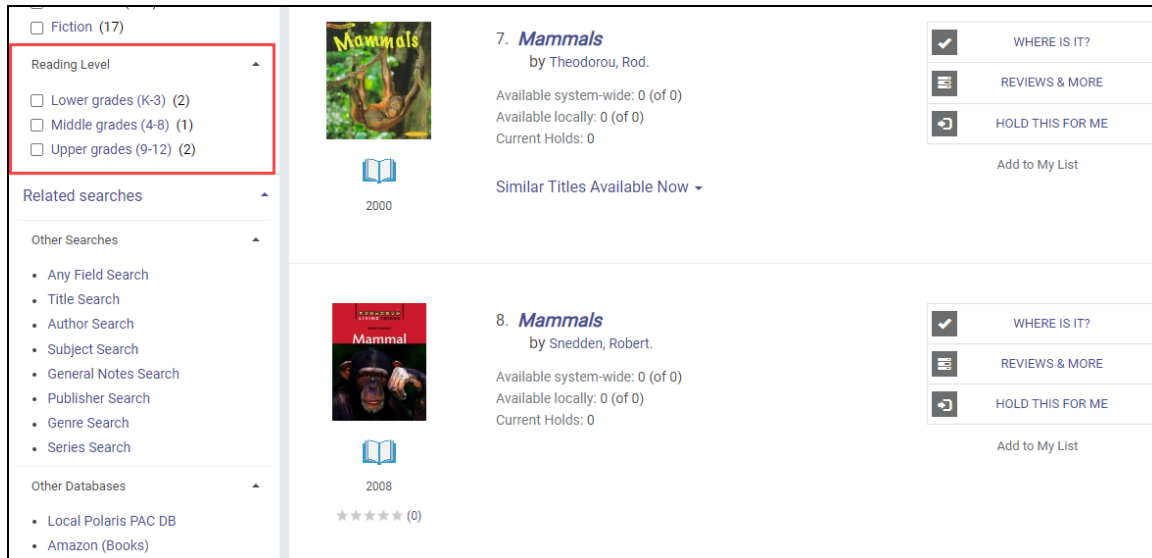 Fiction (17)
Reading Level
Lower grades (K-3) (2)
Middle grades (4-8) (1)
Upper grades (9-12) (2)
Related searches
Other Searches
• Any Field Search
• Title Search
• Author Search
• Subject Search
• General Notes Search
• Publisher Search
• Genre Search
• Series Search
Other Databases
• Local Polaris PAC DB
• Amazon (Books)
Mammals
2000
7. Mammals
by Theodorou, Rod.
Available system-wide: 0 (of 0)
Available locally: 0 (of 0)
Current Holds: 0
Similar Titles Available Now
WHERE IS IT?
REVIEWS & MORE
HOLD THIS FOR ME
Add to My List
Mammal
2008
(0)
8. Mammals
by Snedden, Robert.
Available system-wide: 0 (of 0)
Available locally: 0 (of 0)
Current Holds: 0
WHERE IS IT?
REVIEWS & MORE
HOLD THIS FOR ME
Add to My List